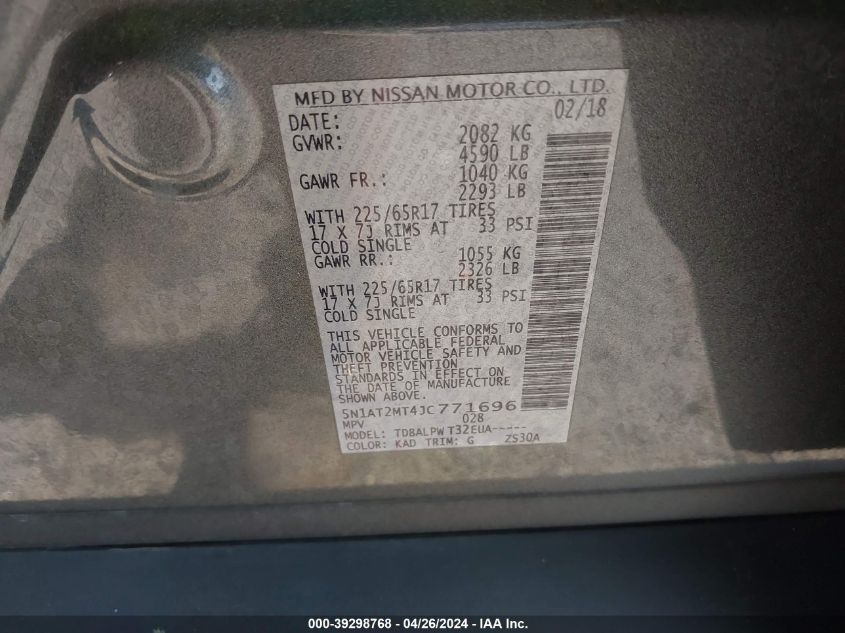 MFD BY NISSAN MOTOR CO., LTD.
DATE: 02/18
GVWR: 2082 KG
4590 LB
GAWR FR.: 1040 KG
2293 LB
WITH 225/65R17 TIRES
17 X 7J RIMS AT 33 PSI
COLD SINGLE
GAWR RR.: 1055 KG
2326 LB
WITH 225/65R17 TIRES
17 X 7J RIMS AT 33 PSI
COLD SINGLE
THIS VEHICLE CONFORMS TO
ALL APPLICABLE FEDERAL
MOTOR VEHICLE SAFETY AND
THEFT PREVENTION
STANDARDS IN EFFECT ON
THE DATE OF MANUFACTURE
SHOWN ABOVE.
5N1AT2MT4JC771696
MPV 028
MODEL: TDBALPW T32EUA-----
COLOR: KAD TRIM: G ZS30A
000-39298768 - 04/26/2024 - COPYRIGHT IAA, Inc.